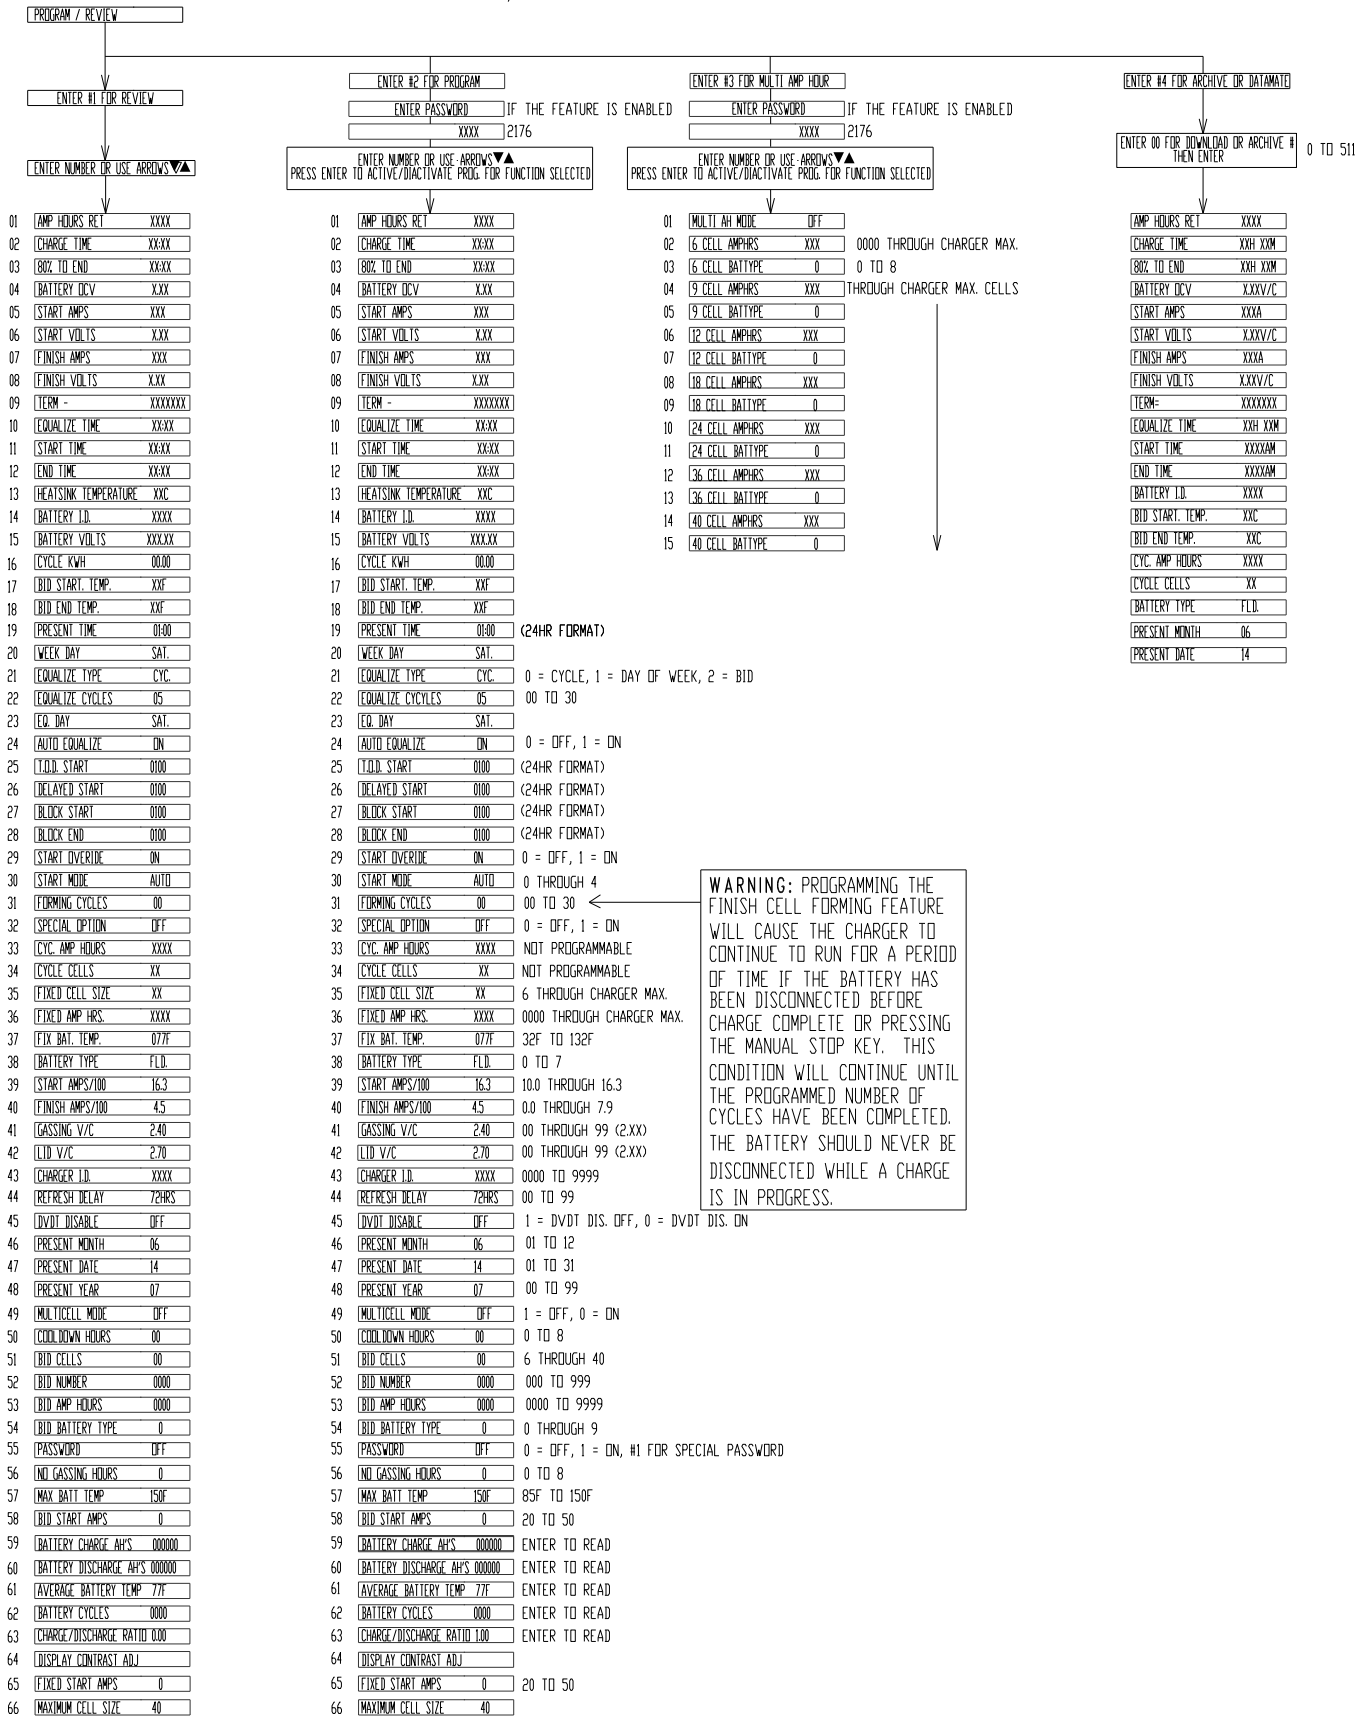 PROGRAM / REVIEW
ENTER #1 FOR REVIEW
ENTER NUMBER OR USE ARROWS▼▲
01 AMP HOURS RET XXXX
02 CHARGE TIME XX:XX
03 80% TO END XX:XX
04 BATTERY OCV X.XX
05 START AMPS XXX
06 START VOLTS X.XX
07 FINISH AMPS XXX
08 FINISH VOLTS X.XX
09 TERM - XXXXXXX
10 EQUALIZE TIME XX:XX
11 START TIME XX:XX
12 END TIME XX:XX
13 HEATSINK TEMPERATURE XXC
14 BATTERY I.D. XXXX
15 BATTERY VOLTS XXX.XX
16 CYCLE KWH 00.00
17 BID START. TEMP. XXF
18 BID END TEMP. XXF
19 PRESENT TIME 01:00
20 WEEK DAY SAT.
21 EQUALIZE TYPE CYC.
22 EQUALIZE CYCLES 05
23 EQ. DAY SAT.
24 AUTO EQUALIZE ON
25 T.O.D. START 0100
26 DELAYED START 0100
27 BLOCK START 0100
28 BLOCK END 0100
29 START OVERIDE ON
30 START MODE AUTO
31 FORMING CYCLES 00
32 SPECIAL OPTION OFF
33 CYC. AMP HOURS XXXX
34 CYCLE CELLS XX
35 FIXED CELL SIZE XX
36 FIXED AMP HRS. XXXX
37 FIX BAT. TEMP. 077F
38 BATTERY TYPE FLD.
39 START AMPS/100 16.3
40 FINISH AMPS/100 4.5
41 GASSING V/C 2.40
42 LID V/C 2.70
43 CHARGER I.D. XXXX
44 REFRESH DELAY 72HRS
45 DVDT DISABLE OFF
46 PRESENT MONTH 06
47 PRESENT DATE 14
48 PRESENT YEAR 07
49 MULTICELL MODE OFF
50 COOLDOWN HOURS 00
51 BID CELLS 00
52 BID NUMBER 0000
53 BID AMP HOURS 0000
54 BID BATTERY TYPE 0
55 PASSWORD OFF
56 NO GASSING HOURS 0
57 MAX BATT TEMP 150F
58 BID START AMPS 0
59 BATTERY CHARGE AH'S 000000
60 BATTERY DISCHARGE AH'S 000000
61 AVERAGE BATTERY TEMP 77F
62 BATTERY CYCLES 0000
63 CHARGE/DISCHARGE RATIO 0.00
64 DISPLAY CONTRAST ADJ
65 FIXED START AMPS 0
66 MAXIMUM CELL SIZE 40
ENTER #2 FOR PROGRAM
ENTER PASSWORD IF THE FEATURE IS ENABLED
XXXX 2176
ENTER NUMBER OR USE ARROWS▼▲
PRESS ENTER TO ACTIVE/DIACTIVATE PROG. FOR FUNCTION SELECTED
01 AMP HOURS RET XXXX
02 CHARGE TIME XX:XX
03 80% TO END XX:XX
04 BATTERY OCV X.XX
05 START AMPS XXX
06 START VOLTS X.XX
07 FINISH AMPS XXX
08 FINISH VOLTS X.XX
09 TERM - XXXXXXX
10 EQUALIZE TIME XX:XX
11 START TIME XX:XX
12 END TIME XX:XX
13 HEATSINK TEMPERATURE XXC
14 BATTERY I.D. XXXX
15 BATTERY VOLTS XXX.XX
16 CYCLE KWH 00.00
17 BID START. TEMP. XXF
18 BID END TEMP. XXF
19 PRESENT TIME 01:00 (24HR FORMAT)
20 WEEK DAY SAT.
21 EQUALIZE TYPE CYC. 0 = CYCLE, 1 = DAY OF WEEK, 2 = BID
22 EQUALIZE CYCYLES 05 00 TO 30
23 EQ. DAY SAT.
24 AUTO EQUALIZE ON 0 = OFF, 1 = ON
25 T.O.D. START 0100 (24HR FORMAT)
26 DELAYED START 0100 (24HR FORMAT)
27 BLOCK START 0100 (24HR FORMAT)
28 BLOCK END 0100 (24HR FORMAT)
29 START OVERIDE ON 0 = OFF, 1 = ON
30 START MODE AUTO 0 THROUGH 4
31 FORMING CYCLES 00 00 TO 30
32 SPECIAL OPTION OFF 0 = OFF, 1 = ON
33 CYC. AMP HOURS XXXX NOT PROGRAMMABLE
34 CYCLE CELLS XX NOT PROGRAMMABLE
35 FIXED CELL SIZE XX 6 THROUGH CHARGER MAX.
36 FIXED AMP HRS. XXXX 0000 THROUGH CHARGER MAX.
37 FIX BAT. TEMP. 077F 32F TO 132F
38 BATTERY TYPE FLD. 0 TO 7
39 START AMPS/100 16.3 10.0 THROUGH 16.3
40 FINISH AMPS/100 4.5 0.0 THROUGH 7.9
41 GASSING V/C 2.40 00 THROUGH 99 (2.XX)
42 LID V/C 2.70 00 THROUGH 99 (2.XX)
43 CHARGER I.D. XXXX 0000 TO 9999
44 REFRESH DELAY 72HRS 00 TO 99
45 DVDT DISABLE OFF 1 = DVDT DIS. OFF, 0 = DVDT DIS. ON
46 PRESENT MONTH 06 01 TO 12
47 PRESENT DATE 14 01 TO 31
48 PRESENT YEAR 07 00 TO 99
49 MULTICELL MODE OFF 1 = OFF, 0 = ON
50 COOLDOWN HOURS 00 0 TO 8
51 BID CELLS 00 6 THROUGH 40
52 BID NUMBER 0000 000 TO 999
53 BID AMP HOURS 0000 0000 TO 9999
54 BID BATTERY TYPE 0 0 THROUGH 9
55 PASSWORD OFF 0 = OFF, 1 = ON, #1 FOR SPECIAL PASSWORD
56 NO GASSING HOURS 0 0 TO 8
57 MAX BATT TEMP 150F 85F TO 150F
58 BID START AMPS 0 20 TO 50
59 BATTERY CHARGE AH'S 000000 ENTER TO READ
60 BATTERY DISCHARGE AH'S 000000 ENTER TO READ
61 AVERAGE BATTERY TEMP 77F ENTER TO READ
62 BATTERY CYCLES 0000 ENTER TO READ
63 CHARGE/DISCHARGE RATIO 1.00 ENTER TO READ
64 DISPLAY CONTRAST ADJ
65 FIXED START AMPS 0 20 TO 50
66 MAXIMUM CELL SIZE 40
ENTER #3 FOR MULTI AMP HOUR
ENTER PASSWORD IF THE FEATURE IS ENABLED
XXXX 2176
ENTER NUMBER OR USE ARROWS▼▲
PRESS ENTER TO ACTIVE/DIACTIVATE PROG. FOR FUNCTION SELECTED
01 MULTI AH MODE OFF
02 6 CELL AMPHRS XXX 0000 THROUGH CHARGER MAX.
03 6 CELL BATTYPE 0 0 TO 8
04 9 CELL AMPHRS XXX THROUGH CHARGER MAX. CELLS
05 9 CELL BATTYPE 0
06 12 CELL AMPHRS XXX
07 12 CELL BATTYPE 0
08 18 CELL AMPHRS XXX
09 18 CELL BATTYPE 0
10 24 CELL AMPHRS XXX
11 24 CELL BATTYPE 0
12 36 CELL AMPHRS XXX
13 36 CELL BATTYPE 0
14 40 CELL AMPHRS XXX
15 40 CELL BATTYPE 0
WARNING: PROGRAMMING THE
FINISH CELL FORMING FEATURE
WILL CAUSE THE CHARGER TO
CONTINUE TO RUN FOR A PERIOD
OF TIME IF THE BATTERY HAS
BEEN DISCONNECTED BEFORE
CHARGE COMPLETE OR PRESSING
THE MANUAL STOP KEY. THIS
CONDITION WILL CONTINUE UNTIL
THE PROGRAMMED NUMBER OF
CYCLES HAVE BEEN COMPLETED.
THE BATTERY SHOULD NEVER BE
DISCONNECTED WHILE A CHARGE
IS IN PROGRESS.
ENTER #4 FOR ARCHIVE OR DATAMATE
ENTER 00 FOR DOWNLOAD OR ARCHIVE # 0 TO 511
THEN ENTER
AMP HOURS RET XXXX
CHARGE TIME XXH XXM
80% TO END XXH XXM
BATTERY OCV X.XXV/C
START AMPS XXXA
START VOLTS X.XXV/C
FINISH AMPS XXXA
FINISH VOLTS X.XXV/C
TERM= XXXXXXX
EQUALIZE TIME XXH XXM
START TIME XXXXAM
END TIME XXXXAM
BATTERY I.D. XXXX
BID START. TEMP. XXC
BID END TEMP. XXC
CYC. AMP HOURS XXXX
CYCLE CELLS XX
BATTERY TYPE FLD.
PRESENT MONTH 06
PRESENT DATE 14